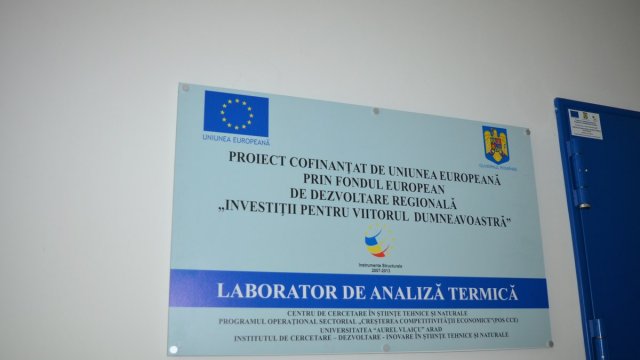 UNIUNEA EUROPEANĂ
GUVERNUL ROMÂNIEI
PROIECT COFINANȚAT DE UNIUNEA EUROPEANĂ
PRIN FONDUL EUROPEAN
DE DEZVOLTARE REGIONALĂ
„INVESTIȚII PENTRU VIITORUL DUMNEAVOASTRĂ”
Instrumente Structurale
2007-2013
LABORATOR DE ANALIZĂ TERMICĂ
CENTRU DE CERCETARE ÎN ȘTIINȚE TEHNICE ȘI NATURALE
PROGRAMUL OPERAȚIONAL SECTORIAL „CREȘTEREA COMPETITIVITĂȚII ECONOMICE”(POS CCE)
UNIVERSITATEA “AUREL VLAICU” ARAD
INSTITUTUL DE CERCETARE – DEZVOLTARE - INOVARE ÎN ȘTIINȚE TEHNICE ȘI NATURALE